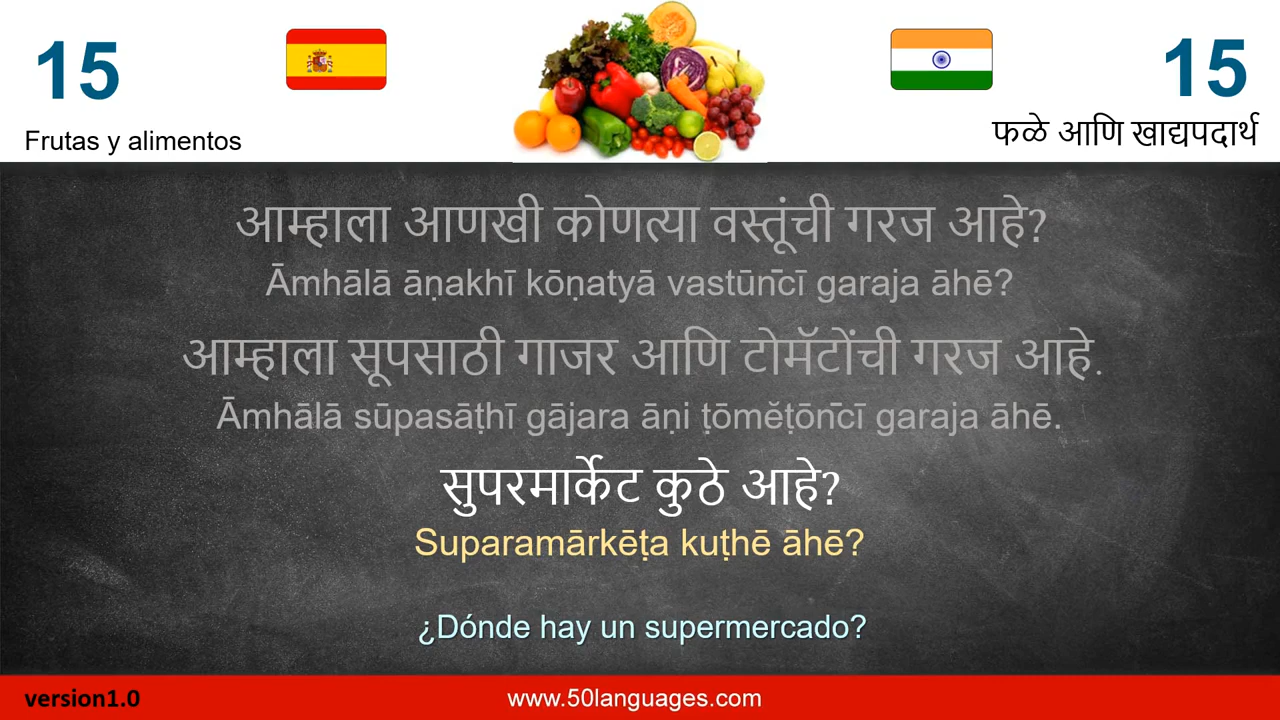 15
15
Frutas y alimentos
फळे आणि खाद्यपदार्थ
आम्हाला आणखी कोणत्या वस्तूंची गरज आहे?
Āmhālā āṇakhī kōṇatyā vastūn̄cī garaja āhē?
आम्हाला सूपसाठी गाजर आणि टोमॅटोंची गरज आहे.
Āmhālā sūpasāṭhī gājara āṇi ṭōmĕṭōn̄cī garaja āhē.
सुपरमार्केट कुठे आहे?
Suparamārkēṭa kuṭhē āhē?
¿Dónde hay un supermercado?
version1.0
www.50languages.com